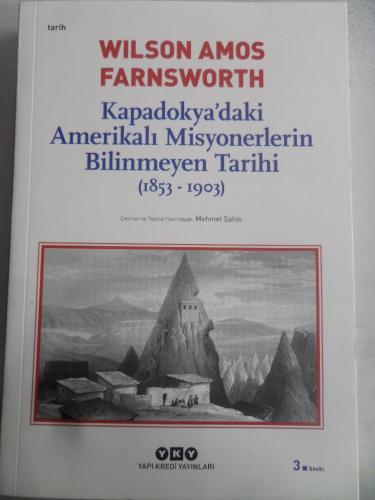 tarih
WILSON AMOS
FARNSWORTH
Kapadokya'daki
Amerikalı Misyonerlerin
Bilinmeyen Tarihi
(1853 - 1903)
Çeviren ve Yayına Hazırlayan: Mehmet Şahin
YKY
YAPI KREDİ YAYINLARI
3. baskı